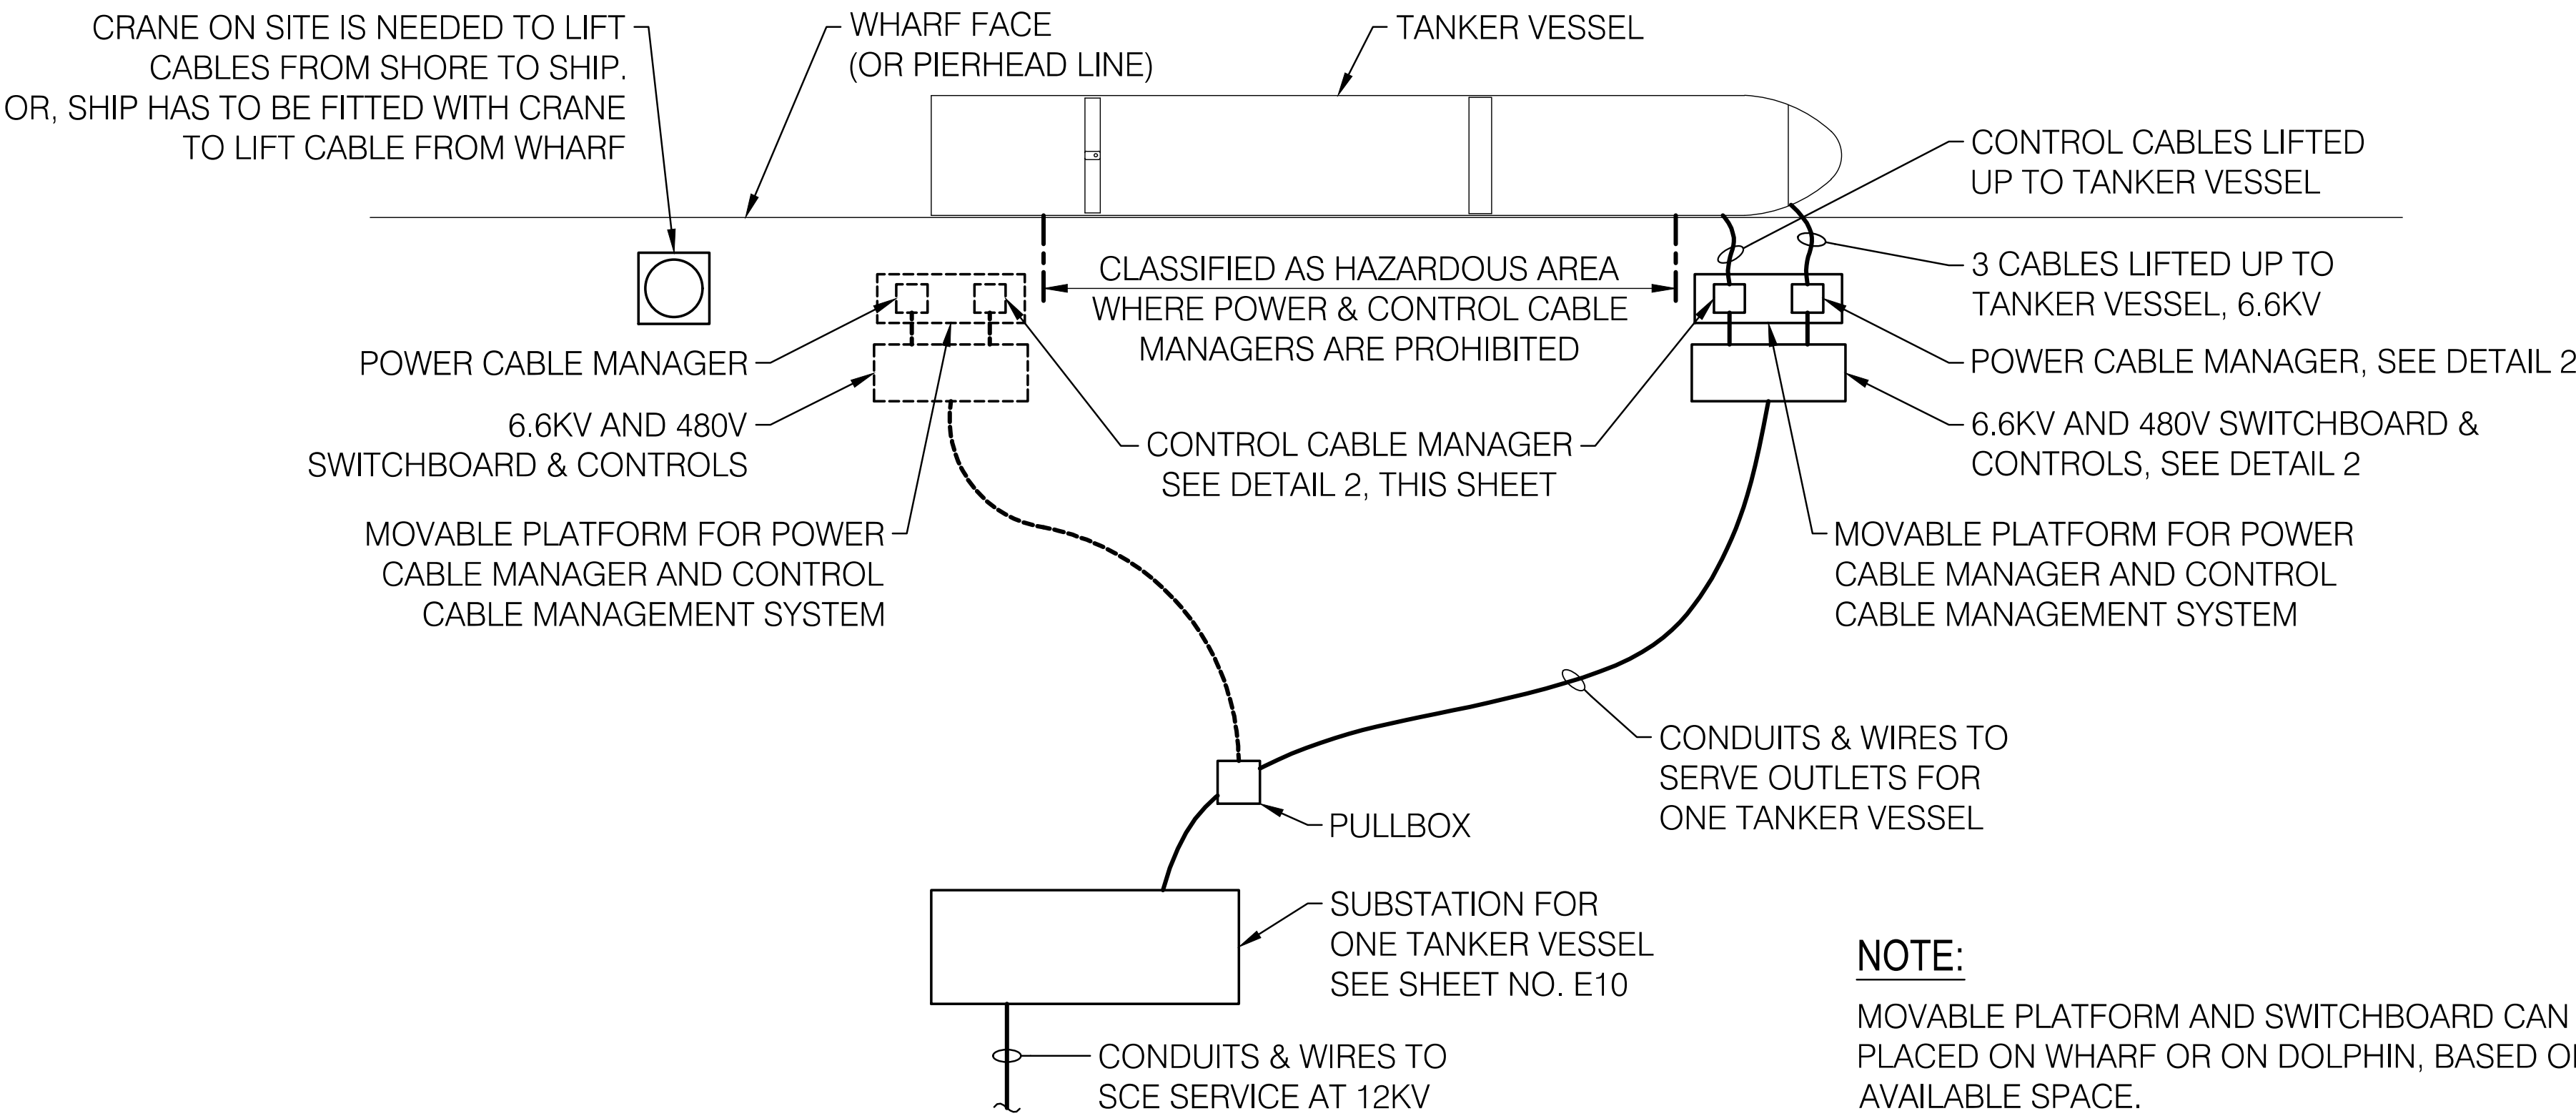 CRANE ON SITE IS NEEDED TO LIFT
CABLES FROM SHORE TO SHIP.
OR, SHIP HAS TO BE FITTED WITH CRANE
TO LIFT CABLE FROM WHARF
WHARF FACE
(OR PIERHEAD LINE)
TANKER VESSEL
CONTROL CABLES LIFTED
UP TO TANKER VESSEL
3 CABLES LIFTED UP TO
TANKER VESSEL, 6.6KV
CLASSIFIED AS HAZARDOUS AREA
WHERE POWER & CONTROL CABLE
MANAGERS ARE PROHIBITED
POWER CABLE MANAGER
POWER CABLE MANAGER, SEE DETAIL 2
6.6KV AND 480V
SWITCHBOARD & CONTROLS
CONTROL CABLE MANAGER
SEE DETAIL 2, THIS SHEET
6.6KV AND 480V SWITCHBOARD &
CONTROLS, SEE DETAIL 2
MOVABLE PLATFORM FOR POWER
CABLE MANAGER AND CONTROL
CABLE MANAGEMENT SYSTEM
MOVABLE PLATFORM FOR POWER
CABLE MANAGER AND CONTROL
CABLE MANAGEMENT SYSTEM
CONDUITS & WIRES TO
SERVE OUTLETS FOR
ONE TANKER VESSEL
PULLBOX
SUBSTATION FOR
ONE TANKER VESSEL
SEE SHEET NO. E10
CONDUITS & WIRES TO
SCE SERVICE AT 12KV
NOTE:
MOVABLE PLATFORM AND SWITCHBOARD CAN
PLACED ON WHARF OR ON DOLPHIN, BASED
AVAILABLE SPACE.